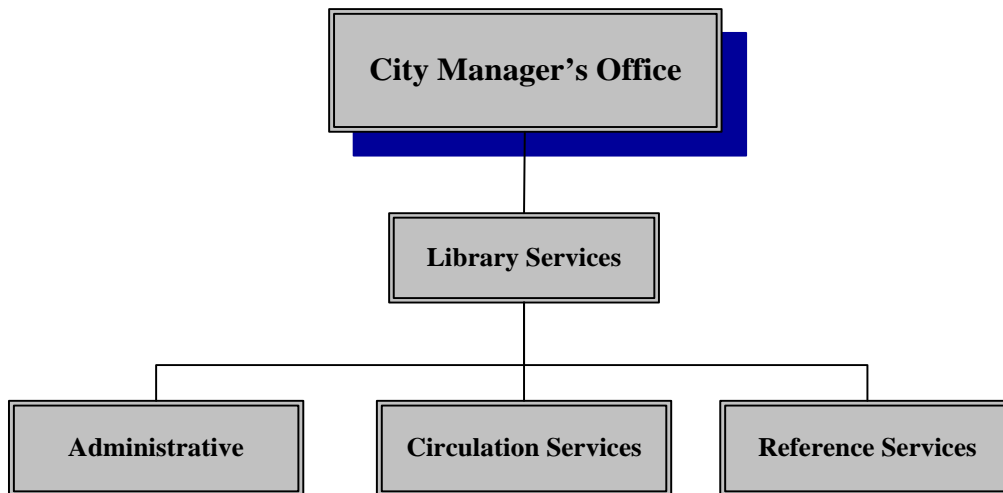 City Manager’s Office
Library Services
Administrative
Circulation Services
Reference Services